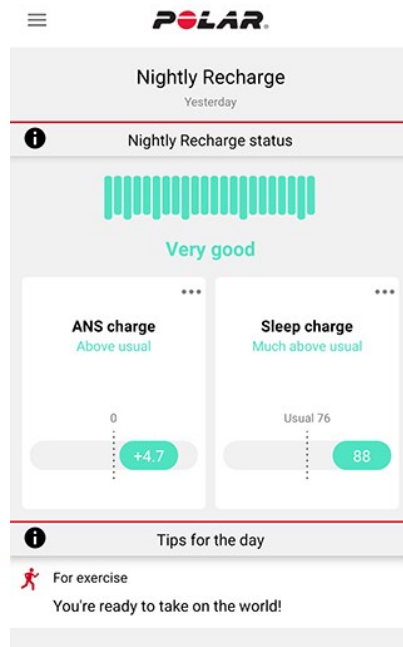 POLAR.
Nightly Recharge
Yesterday
Nightly Recharge status
Very good
ANS charge
Above usual
0
+4.7
Sleep charge
Much above usual
Usual 76
88
Tips for the day
For exercise
You're ready to take on the world!